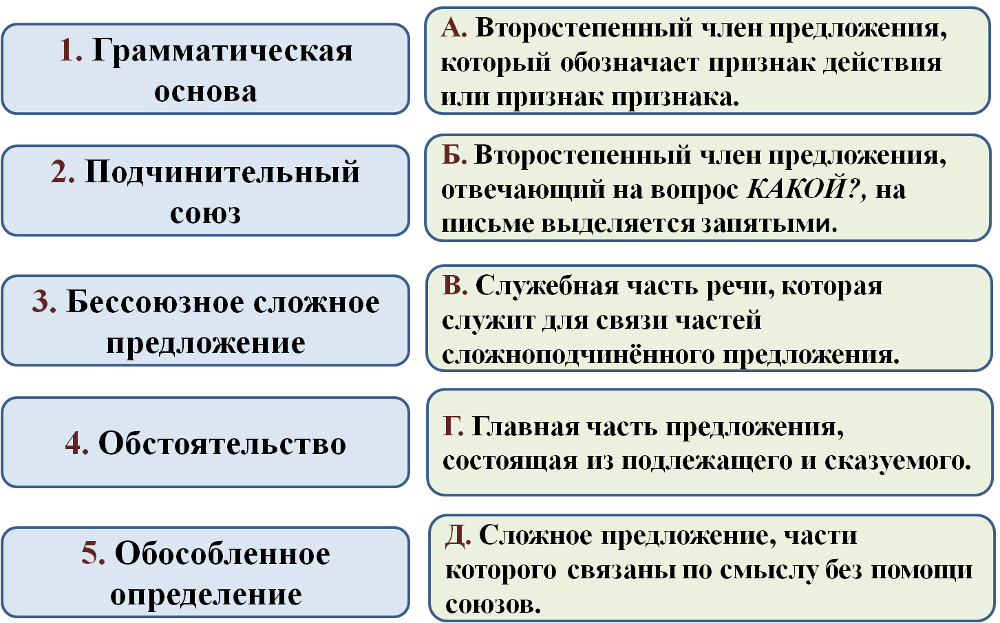 1. Грамматическая
основа
А. Второстепенный член предложения,
который обозначает признак действия
или признак признака.
2. Подчинительный
союз
Б. Второстепенный член предложения,
отвечающий на вопрос КАКОЙ?, на
письме выделяется запятыми.
3. Бессоюзное сложное
предложение
В. Служебная часть речи, которая
служит для связи частей
сложноподчинённого предложения.
4. Обстоятельство
Г. Главная часть предложения,
состоящая из подлежащего и сказуемого.
5. Обособленное
определение
Д. Сложное предложение, части
которого связаны по смыслу без помощи
союзов.